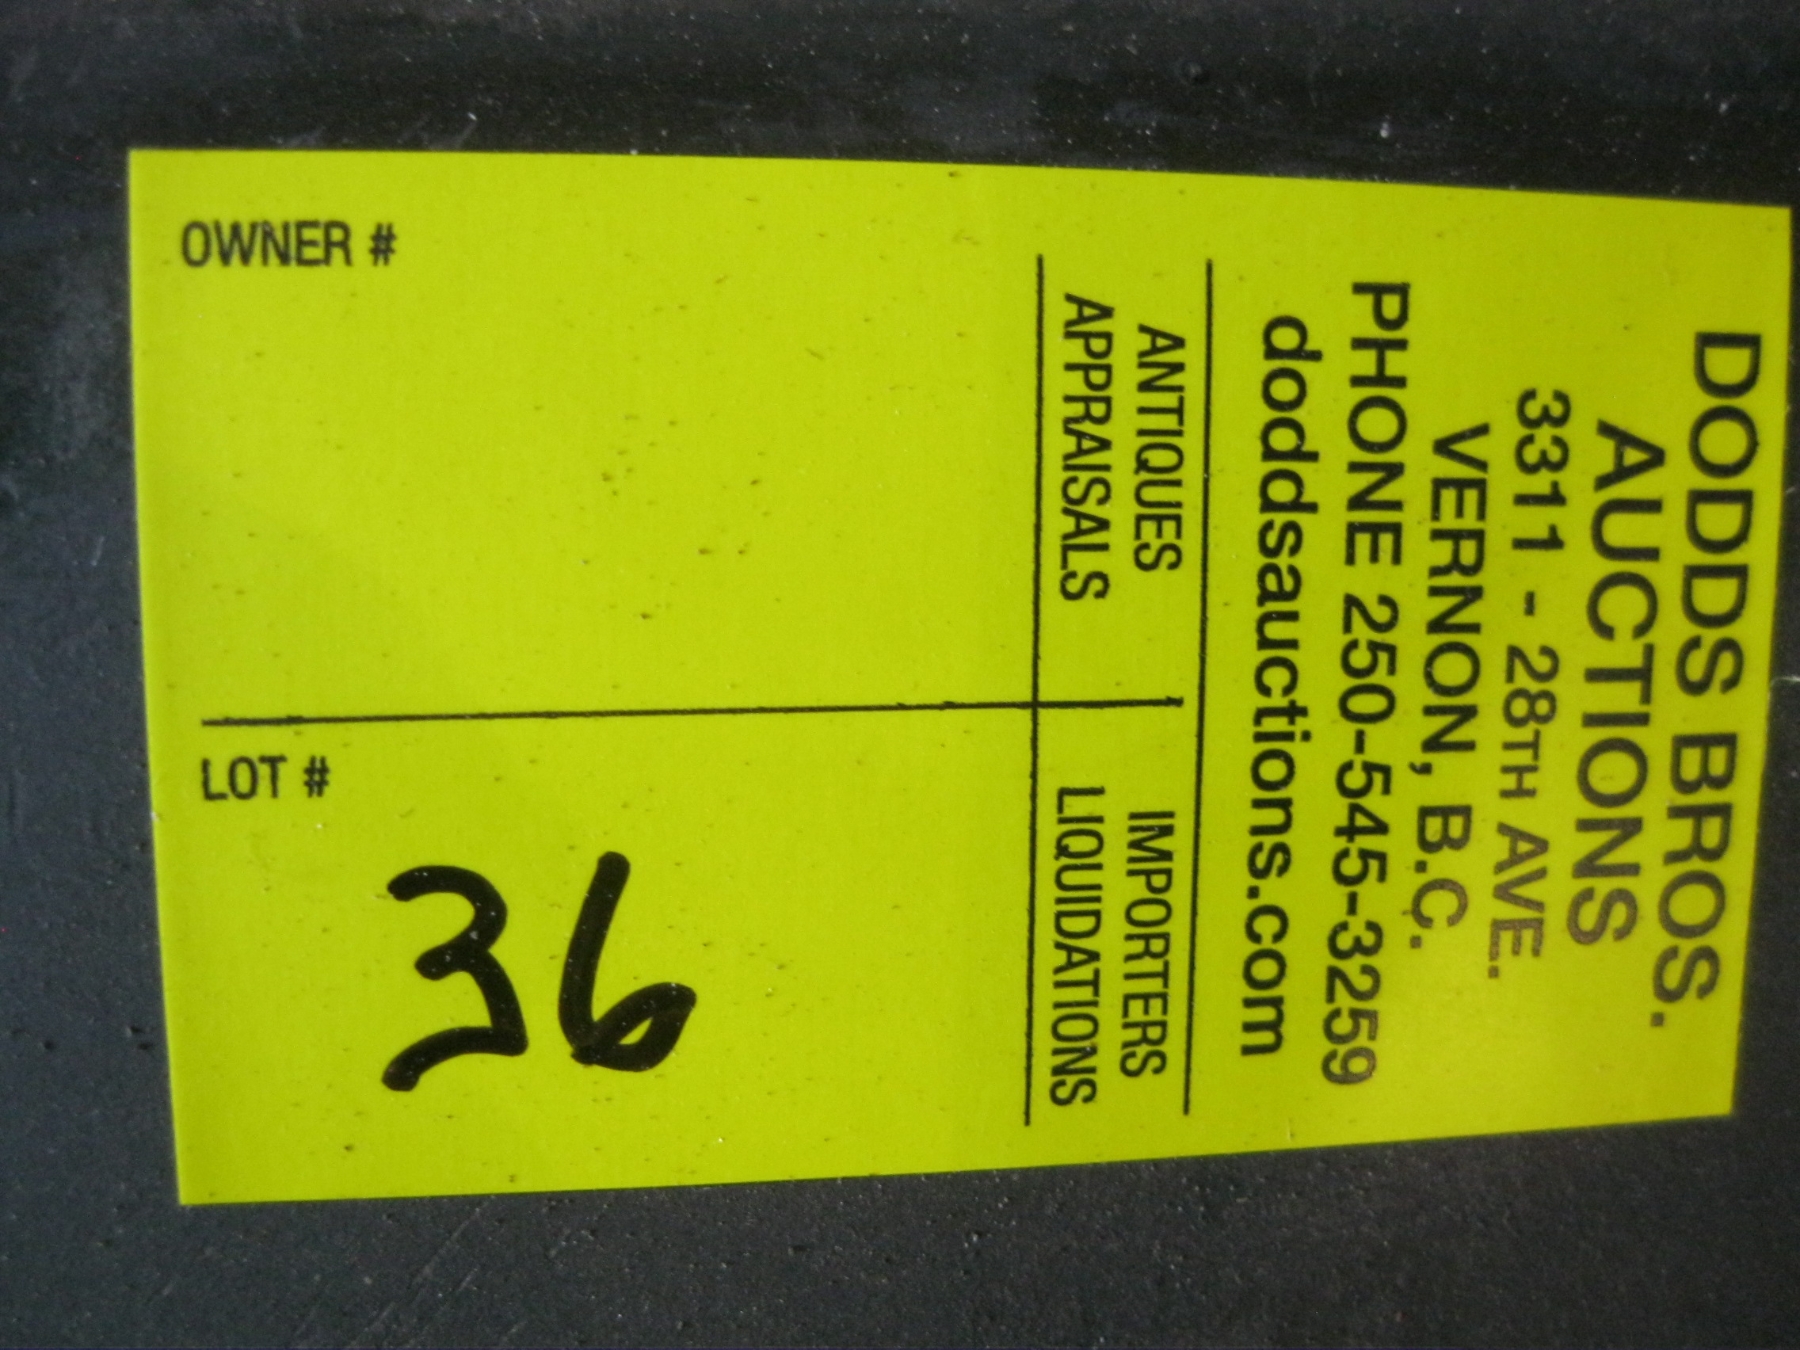 DODDS BROS.
AUCTIONS
3311 - 28TH AVE.
VERNON, B.C.
PHONE 250-545-3259
doddsauctions.com
ANTIQUES
APPRAISALS
IMPORTERS
LIQUIDATIONS
OWNER #
LOT #
36